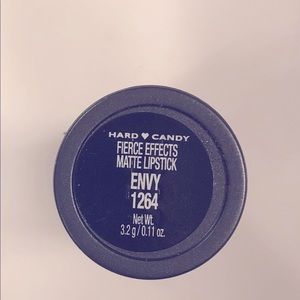 HARD ♥ CANDY
FIERCE EFFECTS
MATTE LIPSTICK
ENVY
1264
Net Wt.
3.2 g / 0.11 oz.